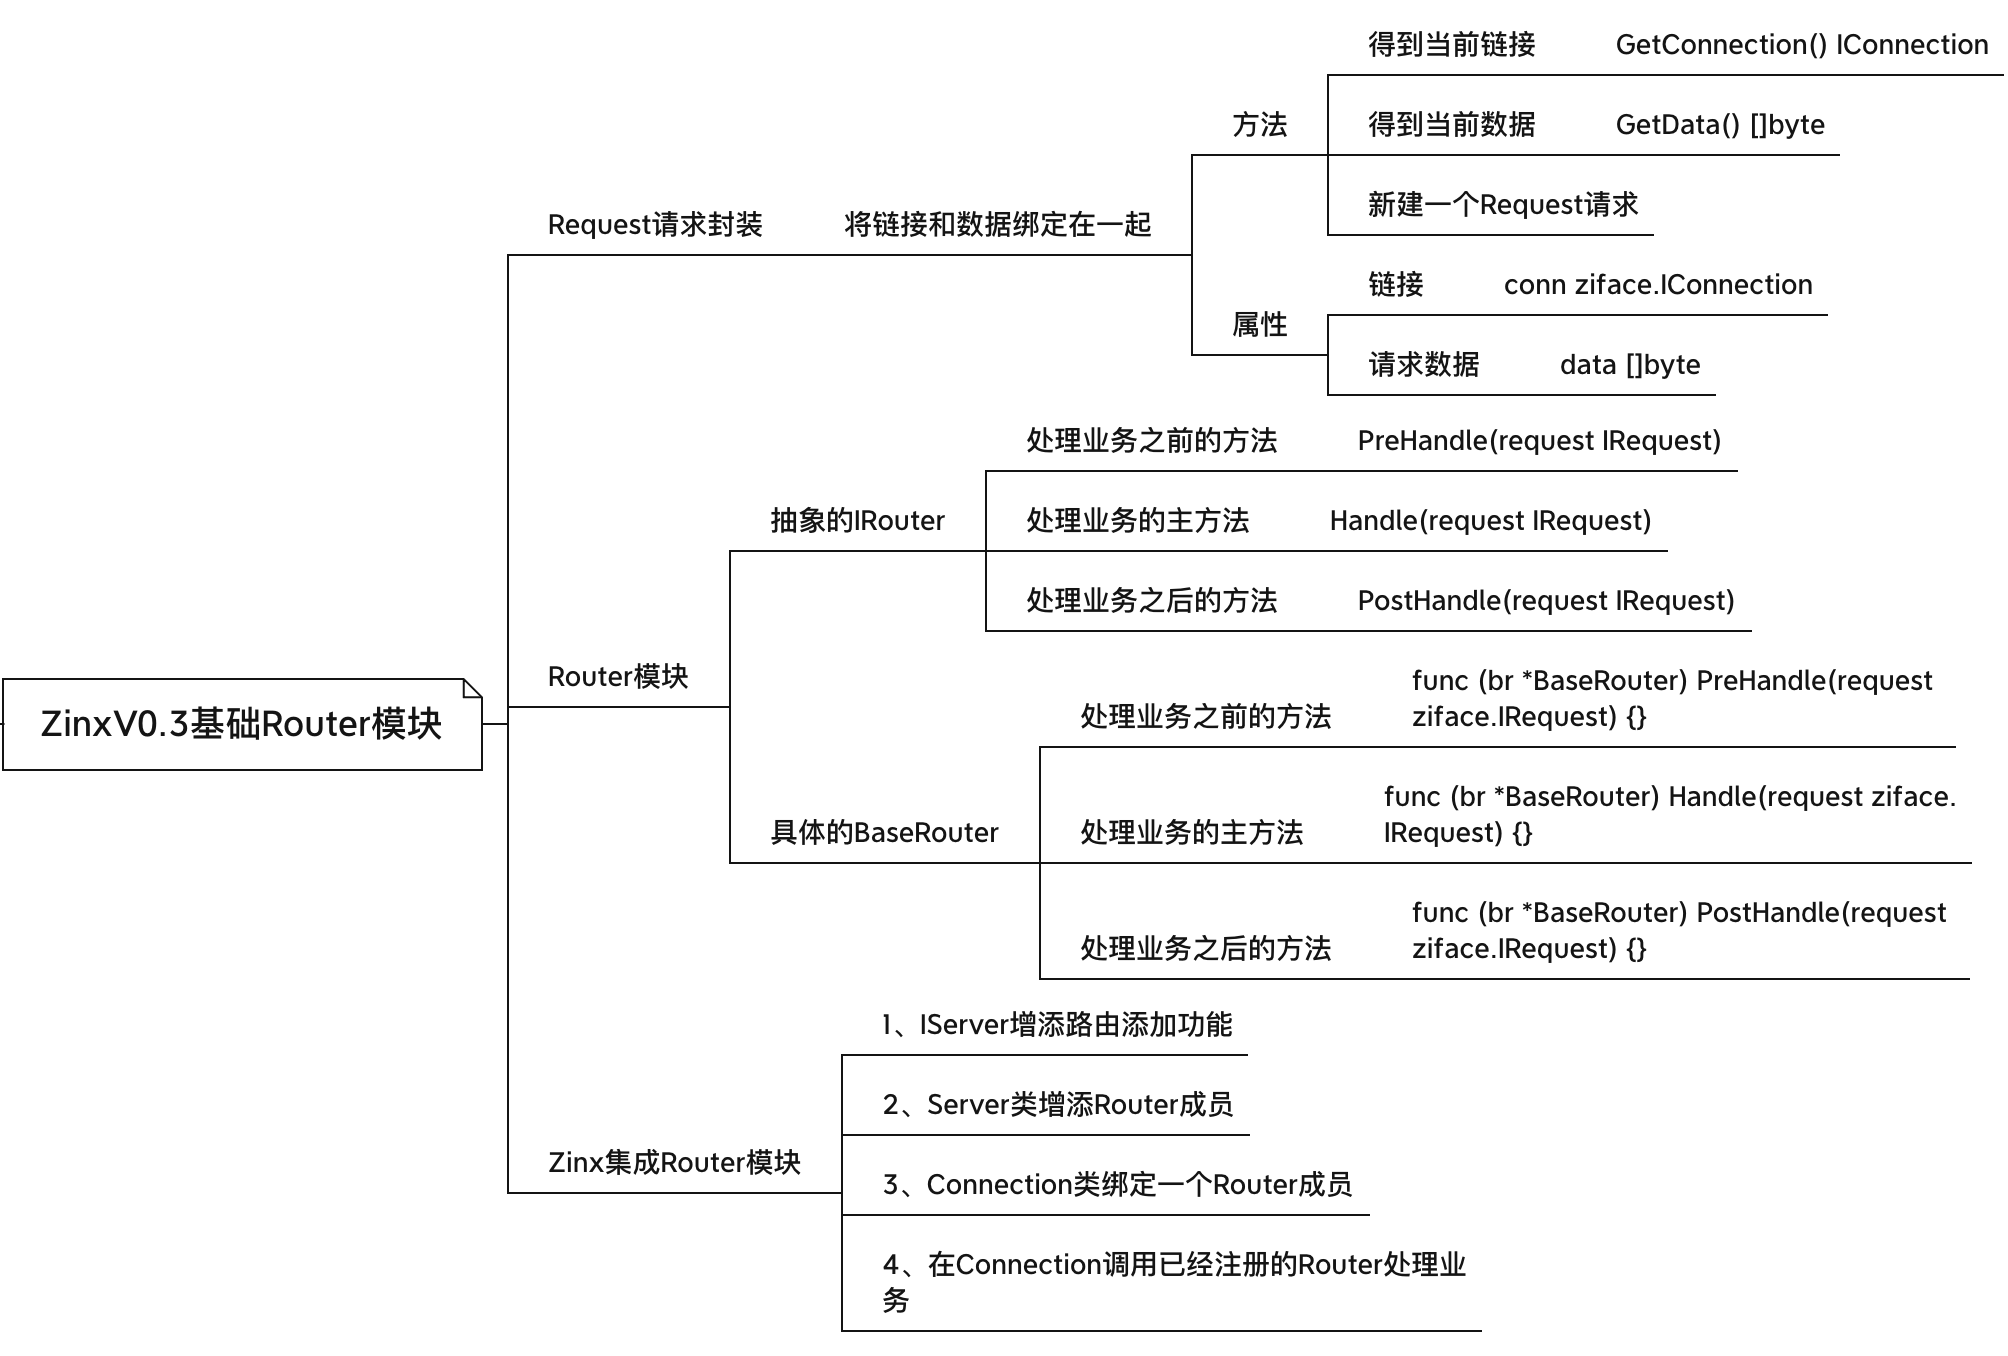 得到当前链接 GetConnection() IConnection
方法 得到当前数据 GetData() []byte
新建一个Request请求
Request请求封装 将链接和数据绑定在一起
链接 conn ziface.IConnection
属性
请求数据 data []byte
处理业务之前的方法 PreHandle(request IRequest)
抽象的IRouter 处理业务的主方法 Handle(request IRequest)
处理业务之后的方法 PostHandle(request IRequest)
Router模块
ZinxV0.3基础Router模块
处理业务之前的方法
func (br *BaseRouter) PreHandle(request
ziface.IRequest) {}
具体的BaseRouter
处理业务的主方法
func (br *BaseRouter) Handle(request ziface.
IRequest) {}
处理业务之后的方法
func (br *BaseRouter) PostHandle(request
ziface.IRequest) {}
Zinx集成Router模块
1、IServer增添路由添加功能
2、Server类增添Router成员
3、Connection类绑定一个Router成员
4、在Connection调用已经注册的Router处理业
务